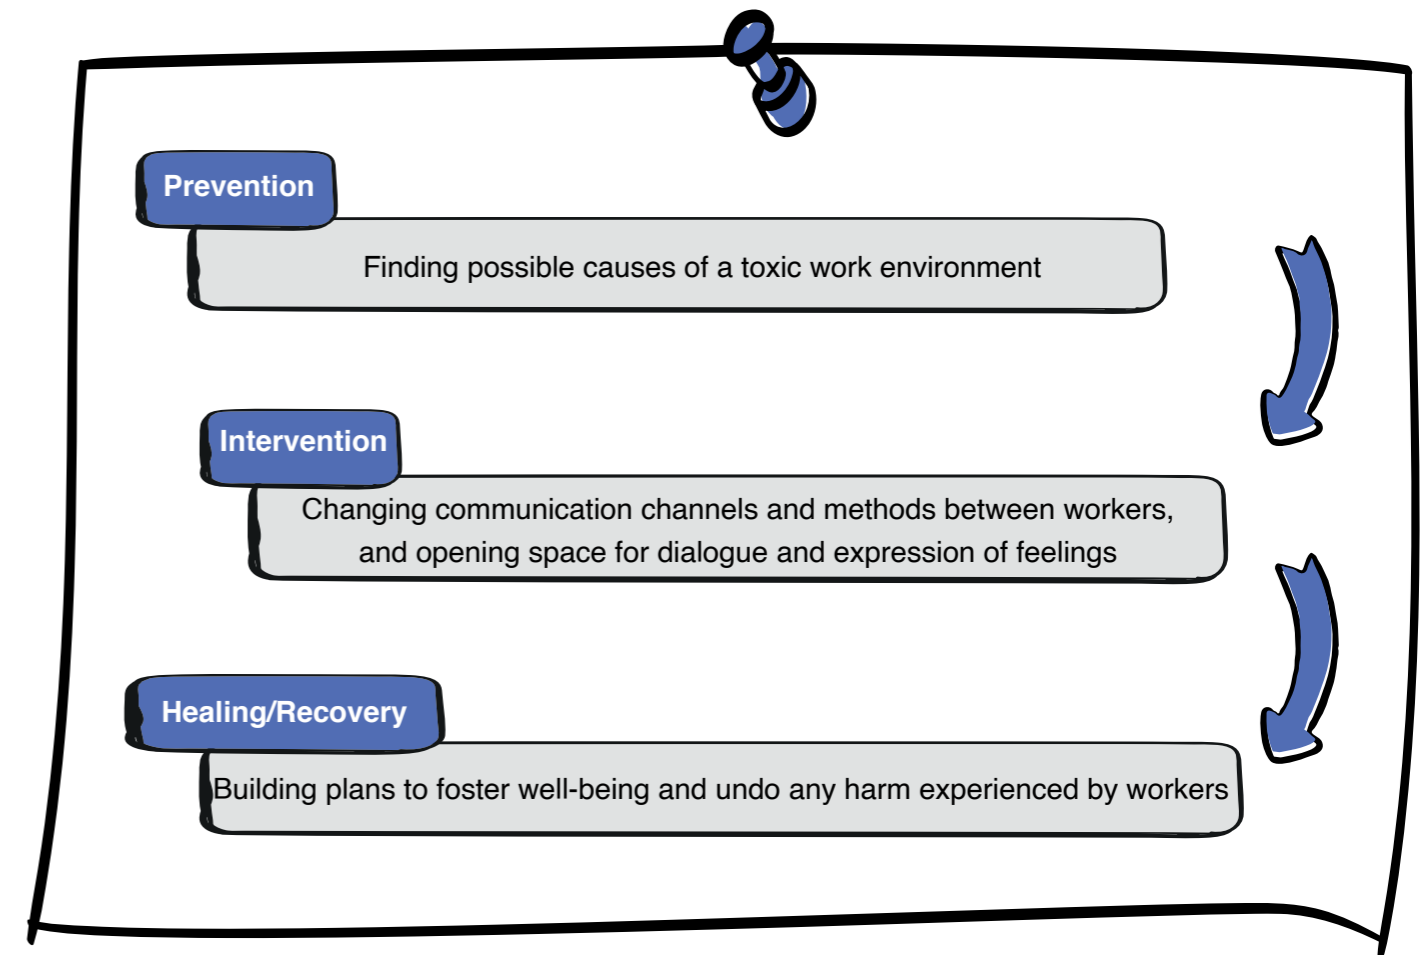 Prevention
Finding possible causes of a toxic work environment
Intervention
Changing communication channels and methods between workers,
and opening space for dialogue and expression of feelings
Healing/Recovery
Building plans to foster well-being and undo any harm experienced by workers